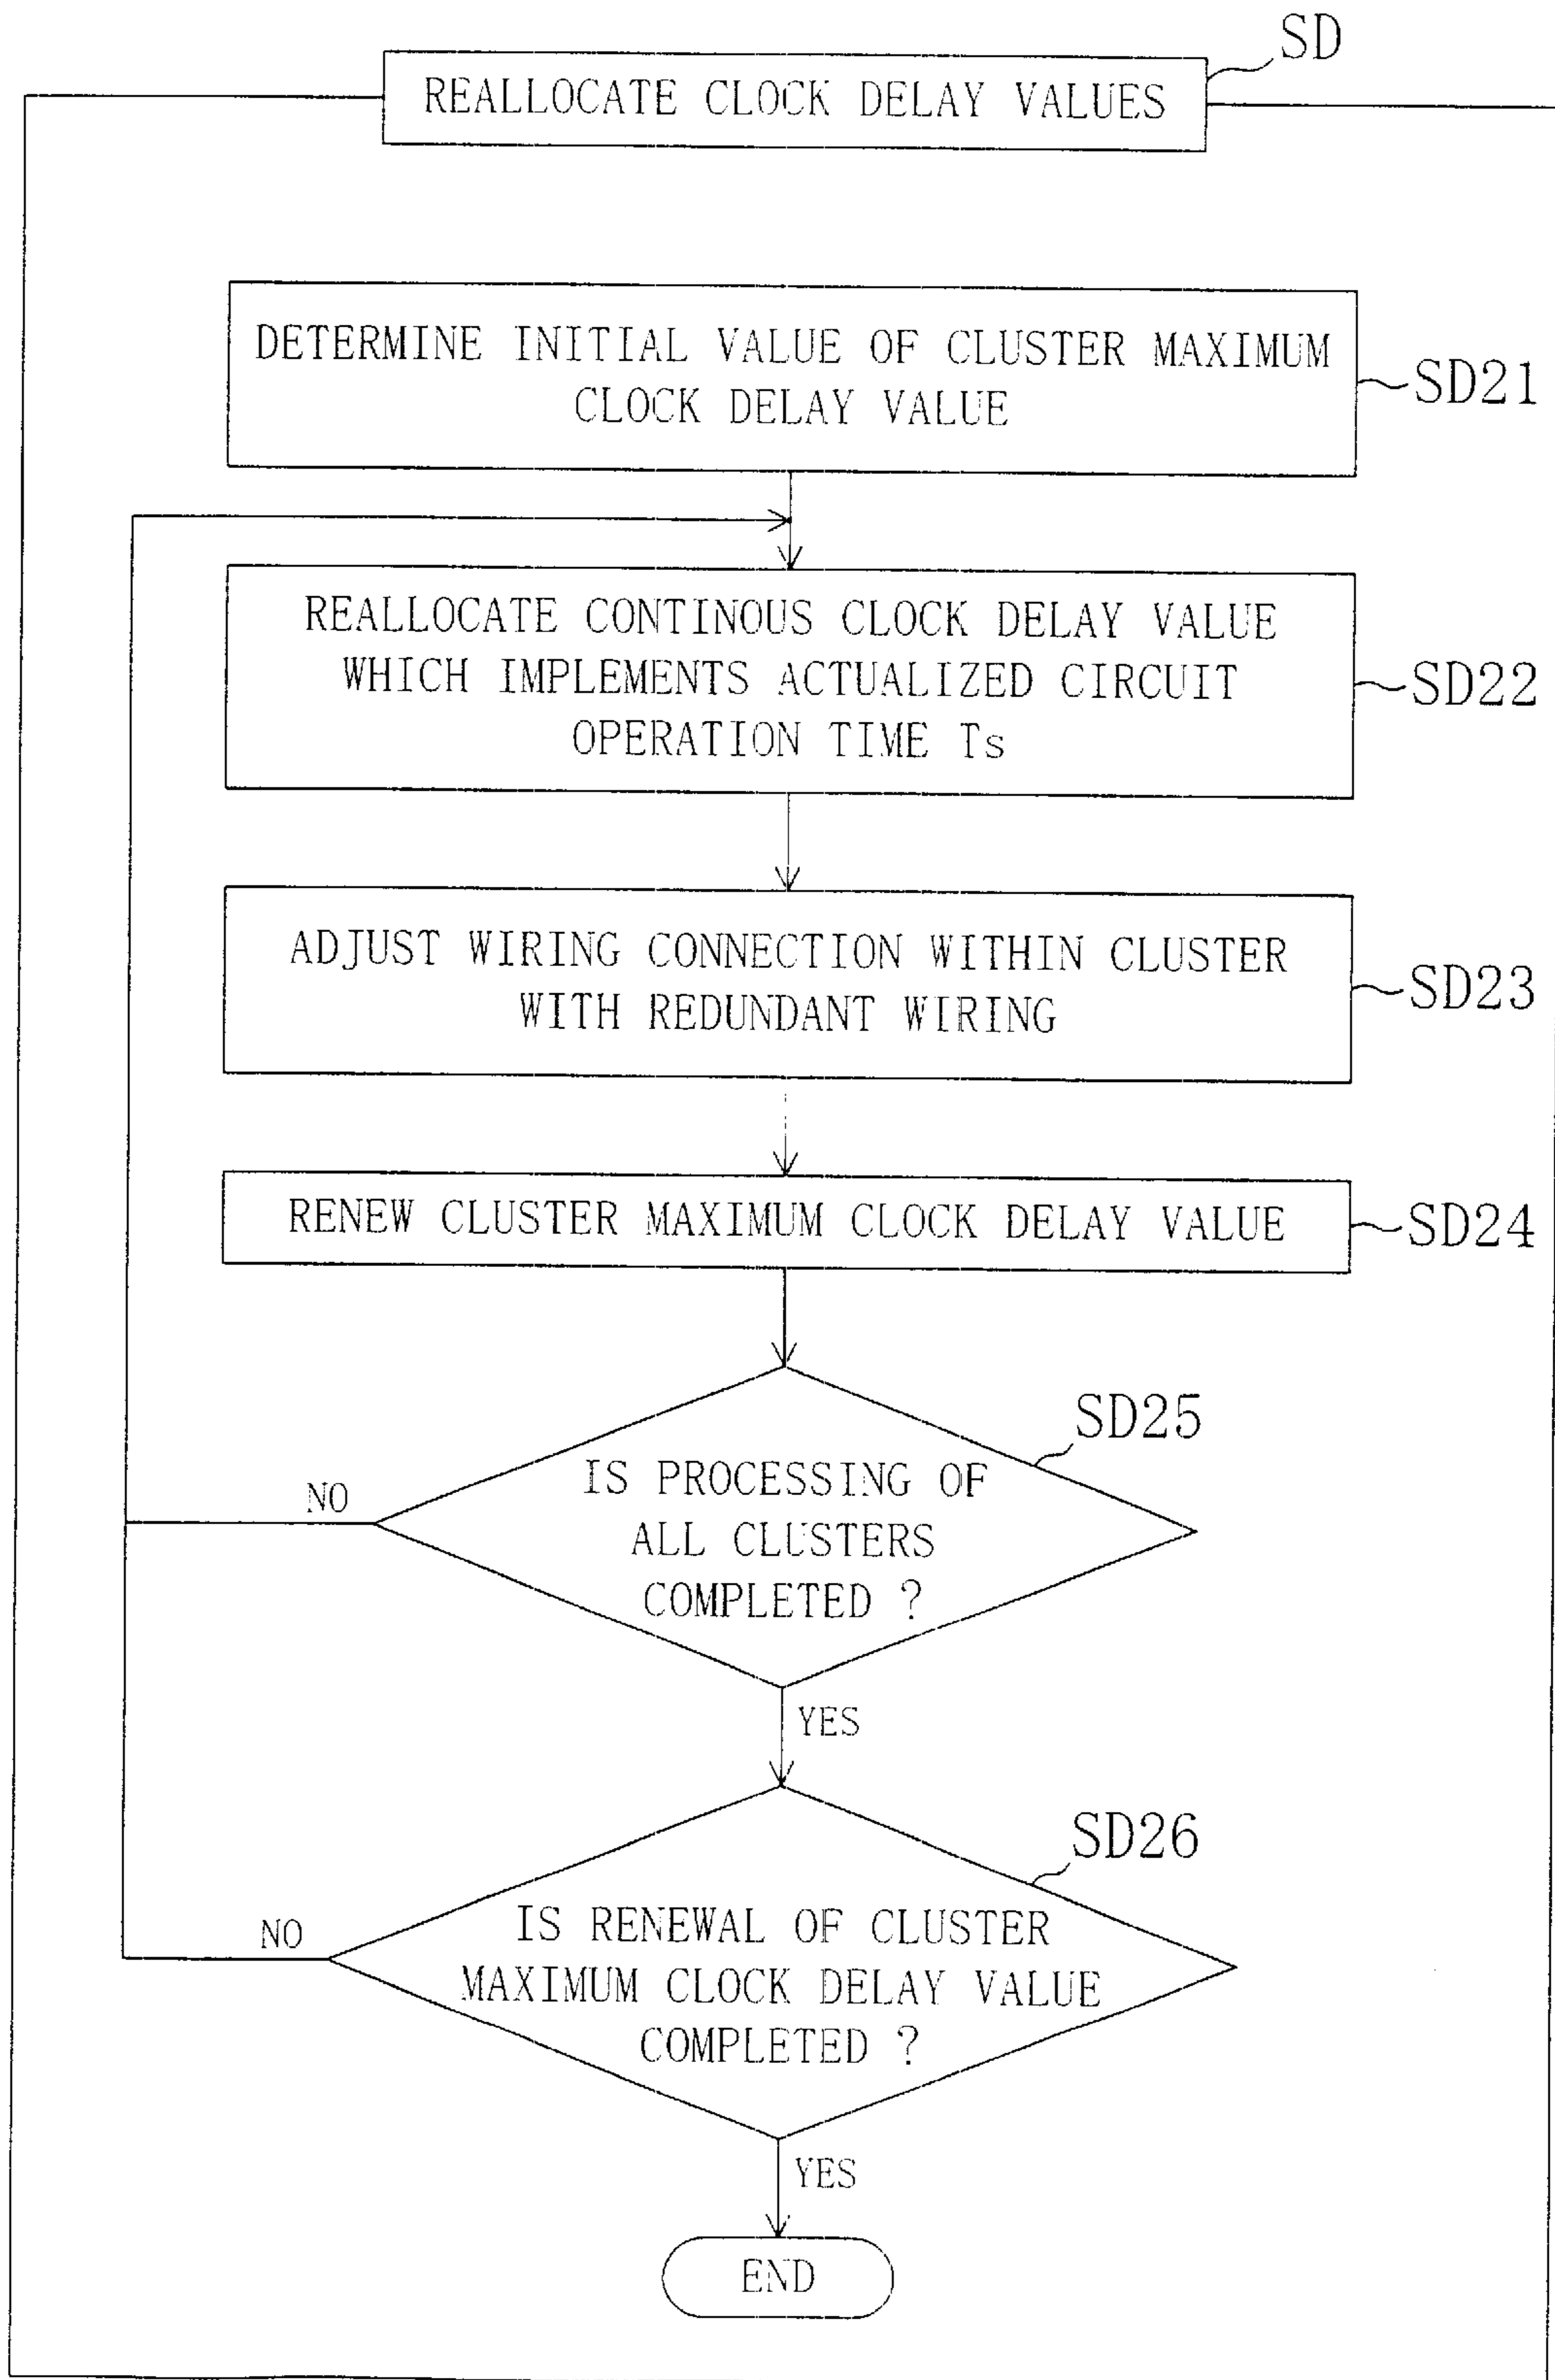 SD
REALLOCATE CLOCK DELAY VALUES
DETERMINE INITIAL VALUE OF CLUSTER MAXIMUM
CLOCK DELAY VALUE
SD21
REALLOCATE CONTINOUS CLOCK DELAY VALUE
WHICH IMPLEMENTS ACTUALIZED CIRCUIT
OPERATION TIME Ts
SD22
ADJUST WIRING CONNECTION WITHIN CLUSTER
WITH REDUNDANT WIRING
SD23
RENEW CLUSTER MAXIMUM CLOCK DELAY VALUE
SD24
SD25
IS PROCESSING OF
ALL CLUSTERS
COMPLETED ?
NO
YES
SD26
IS RENEWAL OF CLUSTER
MAXIMUM CLOCK DELAY VALUE
COMPLETED ?
NO
YES
END